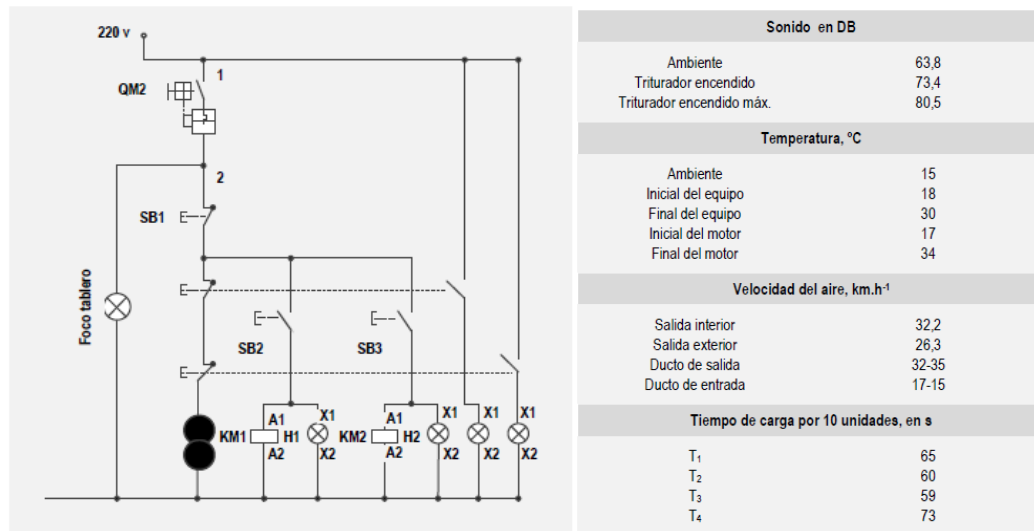 220 v
1
QM2
2
SB1
Foco tablero
SB2 SB3
A1 X1 A1 X1 X1 X1
KM1 H1 KM2 H2
A2 X2 A2 X2 X2 X2
Sonido en DB
Ambiente 63,8
Triturador encendido 73,4
Triturador encendido máx. 80,5
Temperatura, °C
Ambiente 15
Inicial del equipo 18
Final del equipo 30
Inicial del motor 17
Final del motor 34
Velocidad del aire, km.h⁻¹
Salida interior 32,2
Salida exterior 26,3
Ducto de salida 32-35
Ducto de entrada 17-15
Tiempo de carga por 10 unidades, en s
T₁ 65
T₂ 60
T₃ 59
T₄ 73